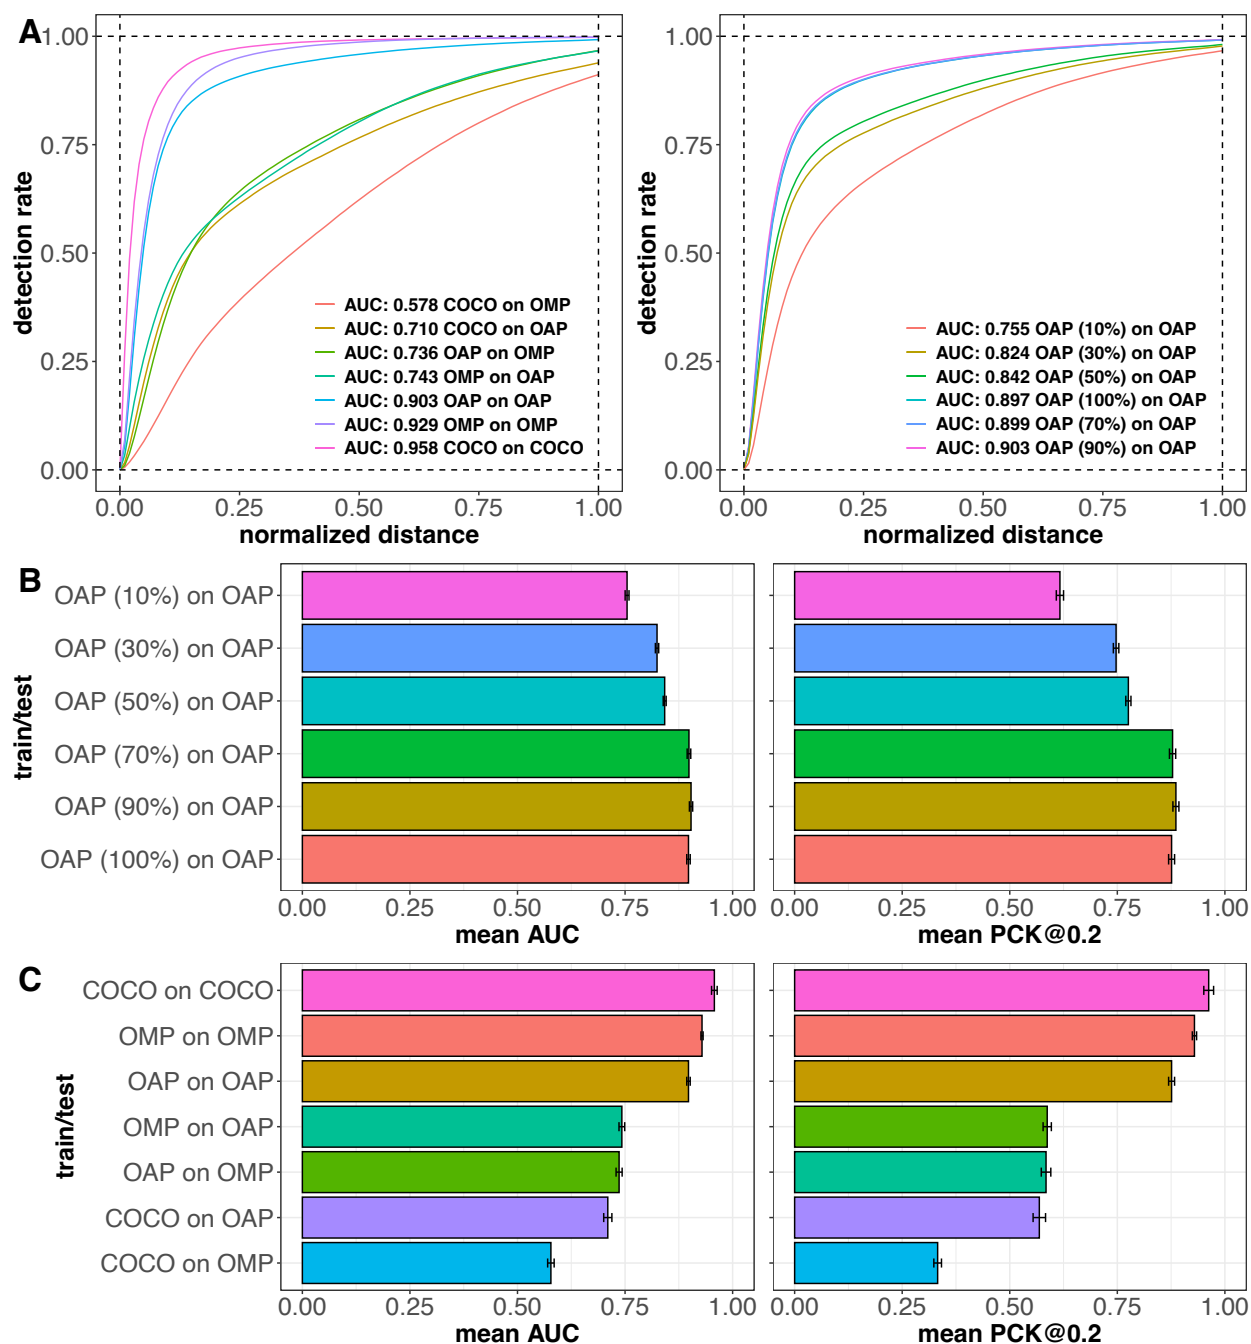 A
1.00
0.75
0.50
0.25
0.00
detection rate
AUC: 0.578 COCO on OMP
AUC: 0.710 COCO on OAP
AUC: 0.736 OAP on OMP
AUC: 0.743 OMP on OAP
AUC: 0.903 OAP on OAP
AUC: 0.929 OMP on OMP
AUC: 0.958 COCO on COCO
0.00 0.25 0.50 0.75 1.00
normalized distance
1.00
0.75
0.50
0.25
0.00
detection rate
AUC: 0.755 OAP (10%) on OAP
AUC: 0.824 OAP (30%) on OAP
AUC: 0.842 OAP (50%) on OAP
AUC: 0.897 OAP (100%) on OAP
AUC: 0.899 OAP (70%) on OAP
AUC: 0.903 OAP (90%) on OAP
0.00 0.25 0.50 0.75 1.00
normalized distance
B
train/test
OAP (10%) on OAP
OAP (30%) on OAP
OAP (50%) on OAP
OAP (70%) on OAP
OAP (90%) on OAP
OAP (100%) on OAP
0.00 0.25 0.50 0.75 1.00
mean AUC
0.00 0.25 0.50 0.75 1.00
mean PCK@0.2
C
train/test
COCO on COCO
OMP on OMP
OAP on OAP
OMP on OAP
OAP on OMP
COCO on OAP
COCO on OMP
0.00 0.25 0.50 0.75 1.00
mean AUC
0.00 0.25 0.50 0.75 1.00
mean PCK@0.2